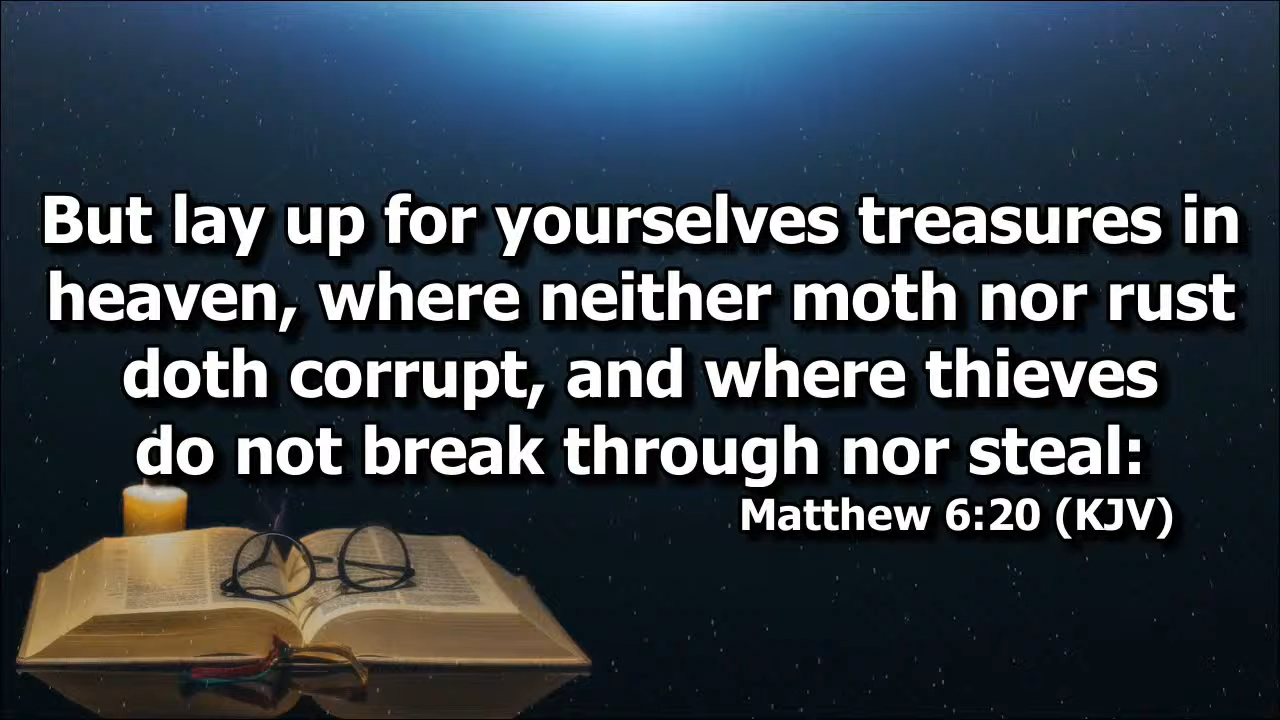 But lay up for yourselves treasures in
heaven, where neither moth nor rust
doth corrupt, and where thieves
do not break through nor steal:
Matthew 6:20 (KJV)